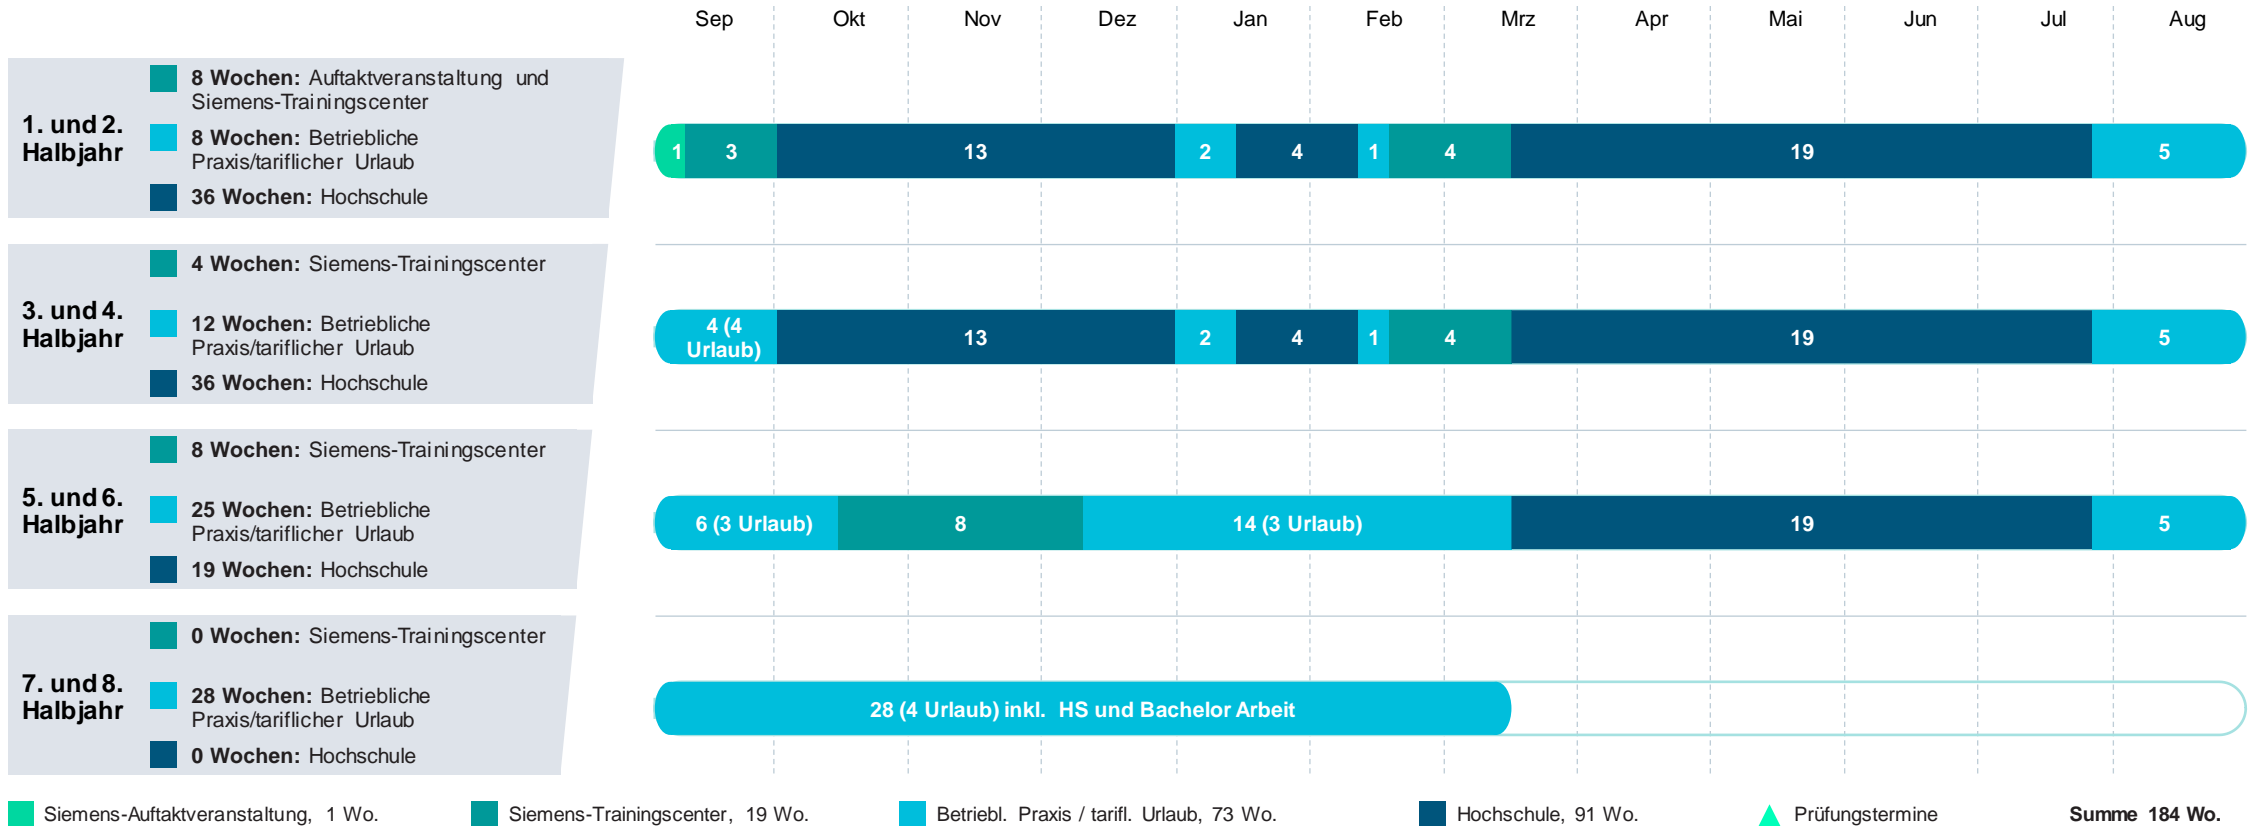 Sep Okt Nov Dez Jan Feb Mrz Apr Mai Jun Jul Aug
1. und 2.
Halbjahr
8 Wochen: Auftaktveranstaltung und
Siemens-Trainingscenter
8 Wochen: Betriebliche
Praxis/tariflicher Urlaub
36 Wochen: Hochschule
1 3 13 2 4 1 4 19 5
3. und 4.
Halbjahr
4 Wochen: Siemens-Trainingscenter
12 Wochen: Betriebliche
Praxis/tariflicher Urlaub
36 Wochen: Hochschule
4 (4
Urlaub)
13 2 4 1 4 19 5
5. und 6.
Halbjahr
8 Wochen: Siemens-Trainingscenter
25 Wochen: Betriebliche
Praxis/tariflicher Urlaub
19 Wochen: Hochschule
6 (3 Urlaub) 8 14 (3 Urlaub) 19 5
7. und 8.
Halbjahr
0 Wochen: Siemens-Trainingscenter
28 Wochen: Betriebliche
Praxis/tariflicher Urlaub
0 Wochen: Hochschule
28 (4 Urlaub) inkl. HS und Bachelor Arbeit
Siemens-Auftaktveranstaltung, 1 Wo. Siemens-Trainingscenter, 19 Wo. Betriebl. Praxis / tarifl. Urlaub, 73 Wo. Hochschule, 91 Wo. Prüfungstermine Summe 184 Wo.